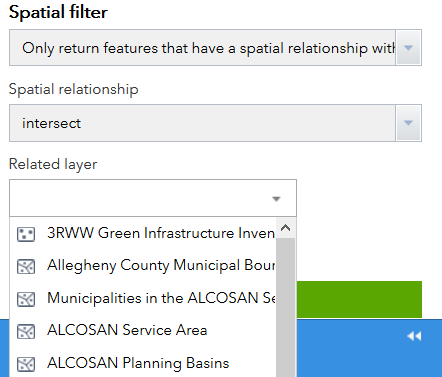 Spatial filter
Only return features that have a spatial relationship with
Spatial relationship
intersect
Related layer
3RWW Green Infrastructure Inven
Allegheny County Municipal Boun
Municipalities in the ALCOSAN Se
ALCOSAN Service Area
ALCOSAN Planning Basins